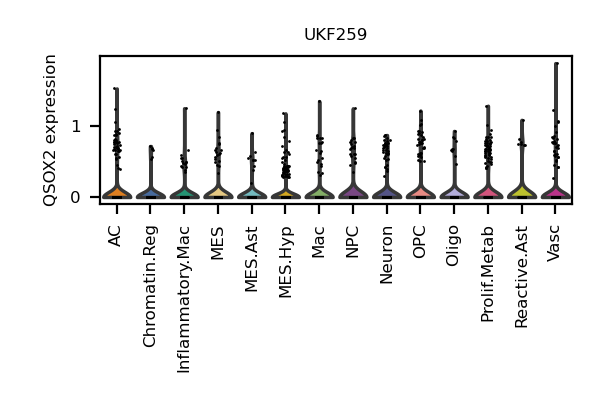 UKF259
QSOX2 expression
1
0
AC
Chromatin.Reg
Inflammatory.Mac
MES
MES.Ast
MES.Hyp
Mac
NPC
Neuron
OPC
Oligo
Prolif.Metab
Reactive.Ast
Vasc